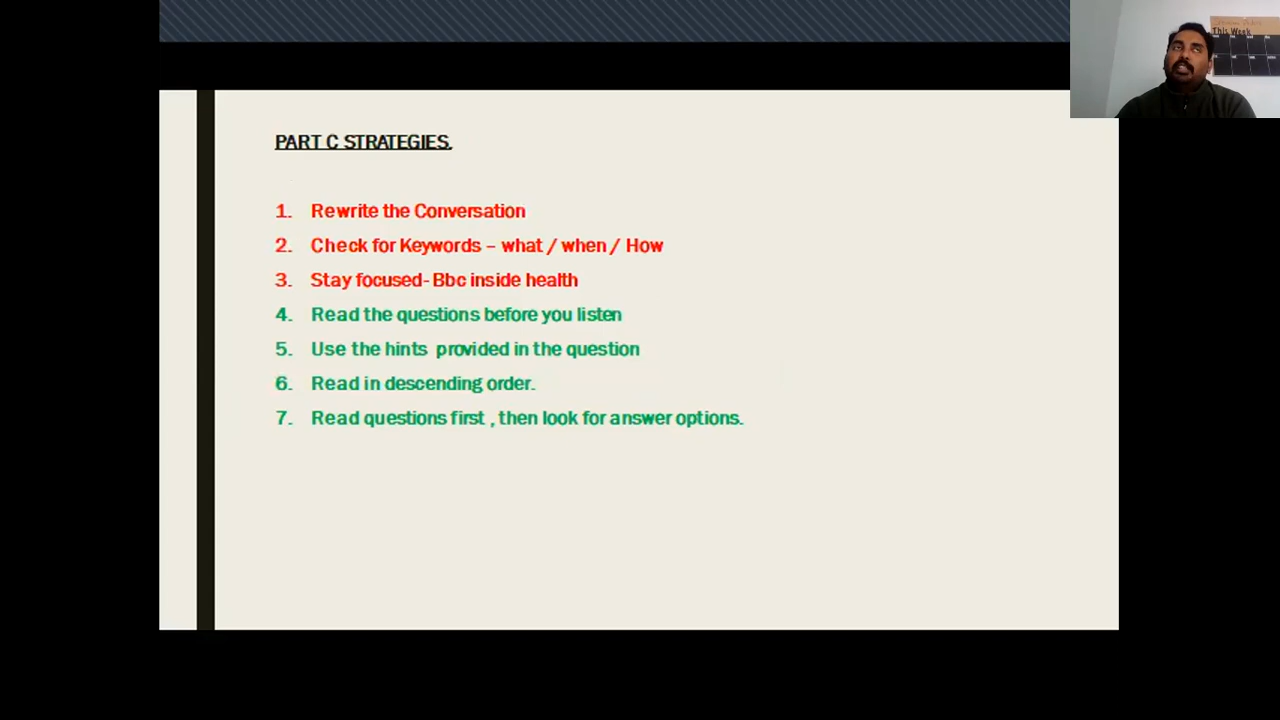 This Week
PART C STRATEGIES.
1. Rewrite the Conversation
2. Check for Keywords – what / when / How
3. Stay focused- Bbc inside health
4. Read the questions before you listen
5. Use the hints provided in the question
6. Read in descending order.
7. Read questions first , then look for answer options.